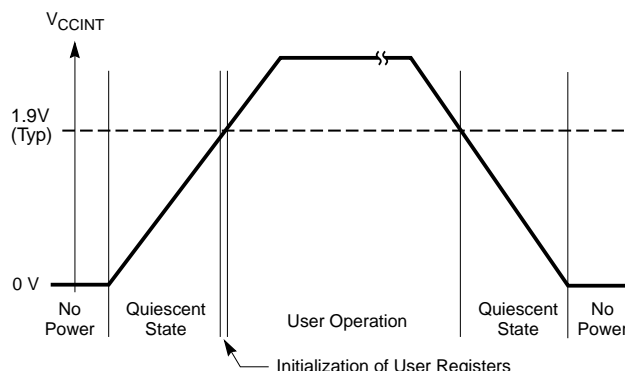 VCCINT
1.9V
(Typ)
0 V
No
Power
Quiescent
State
User Operation
Quiescent
State
No
Power
Initialization of User Registers